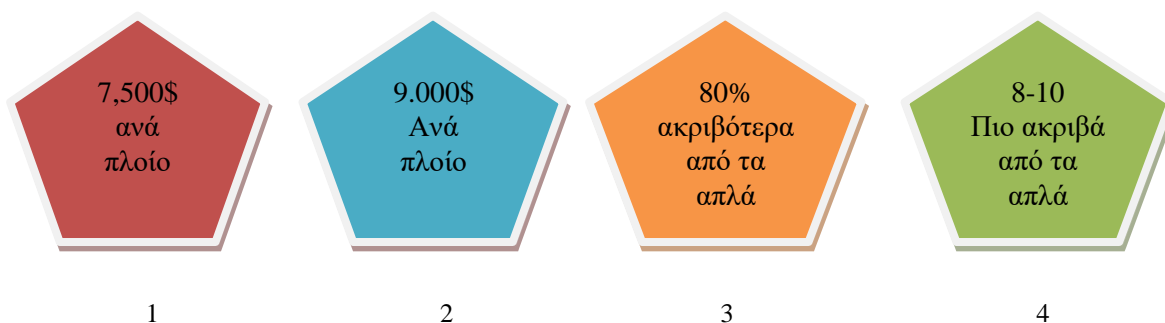 7,500$
ανά
πλοίο
9.000$
Ανά
πλοίο
80%
ακριβότερα
από τα
απλά
8-10
Πιο ακριβά
από τα
απλά
1
2
3
4